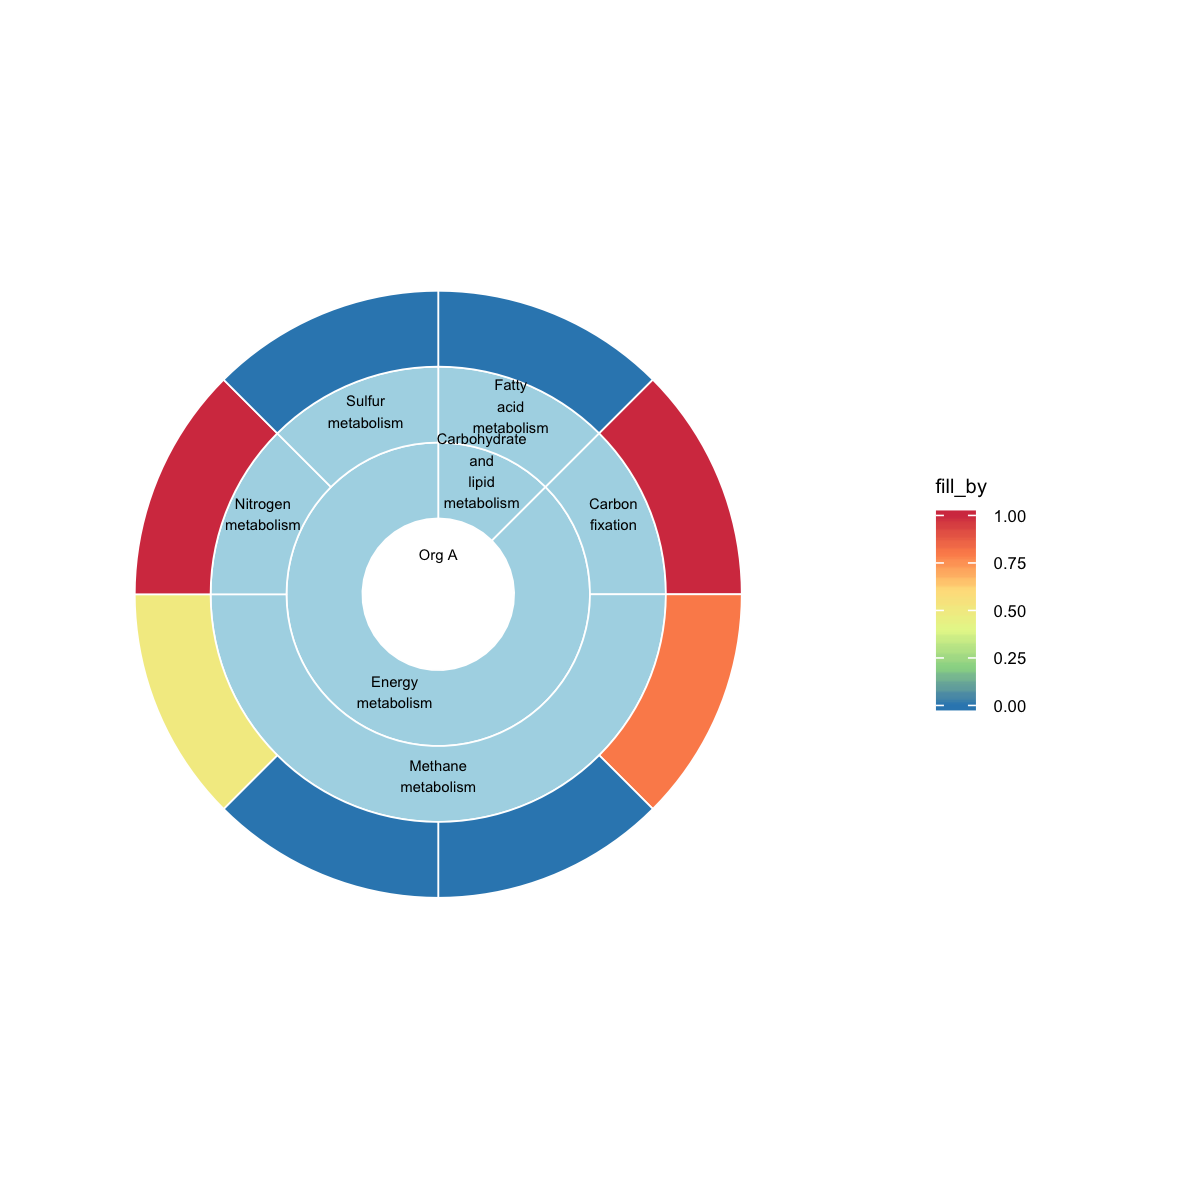 Fatty
acid
metabolism
Sulfur
metabolism
Carbohydrate
and
lipid
metabolism
Nitrogen
metabolism
Carbon
fixation
Org A
Energy
metabolism
Methane
metabolism
fill_by
1.00
0.75
0.50
0.25
0.00